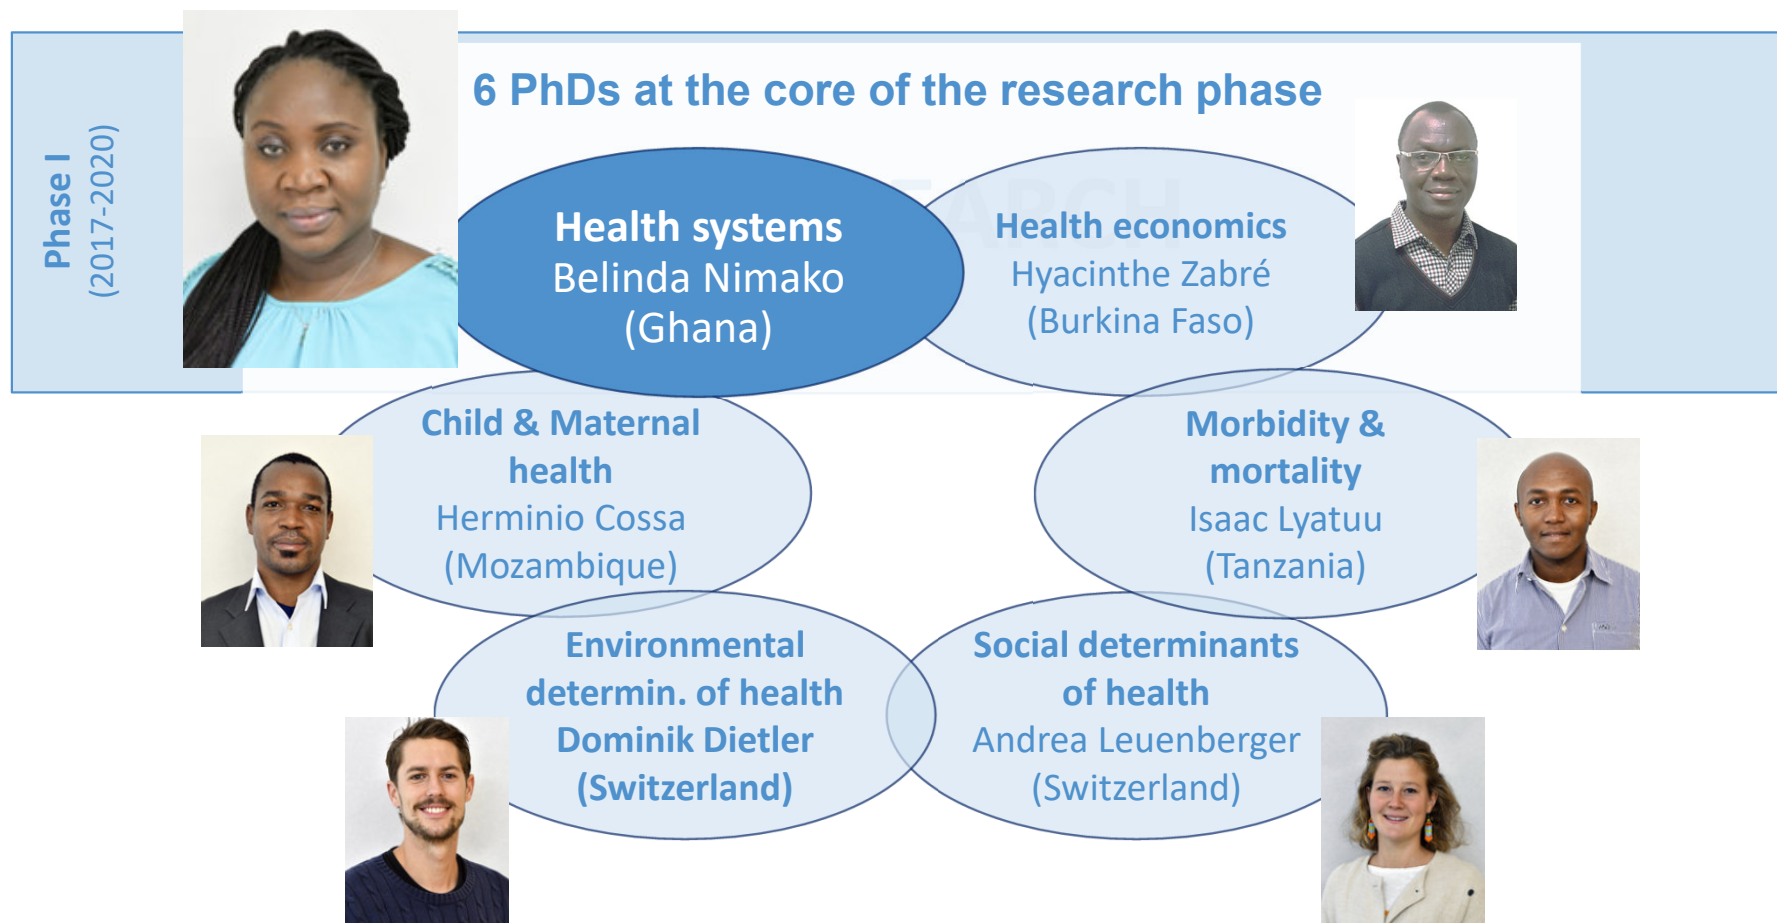 6 PhDs at the core of the research phase
Phase I
(2017-2020)
EARCH
Health systems
Belinda Nimako
(Ghana)
Health economics
Hyacinthe Zabré
(Burkina Faso)
Child & Maternal
health
Herminio Cossa
(Mozambique)
Morbidity &
mortality
Isaac Lyatuu
(Tanzania)
Environmental
determin. of health
Dominik Dietler
(Switzerland)
Social determinants
of health
Andrea Leuenberger
(Switzerland)